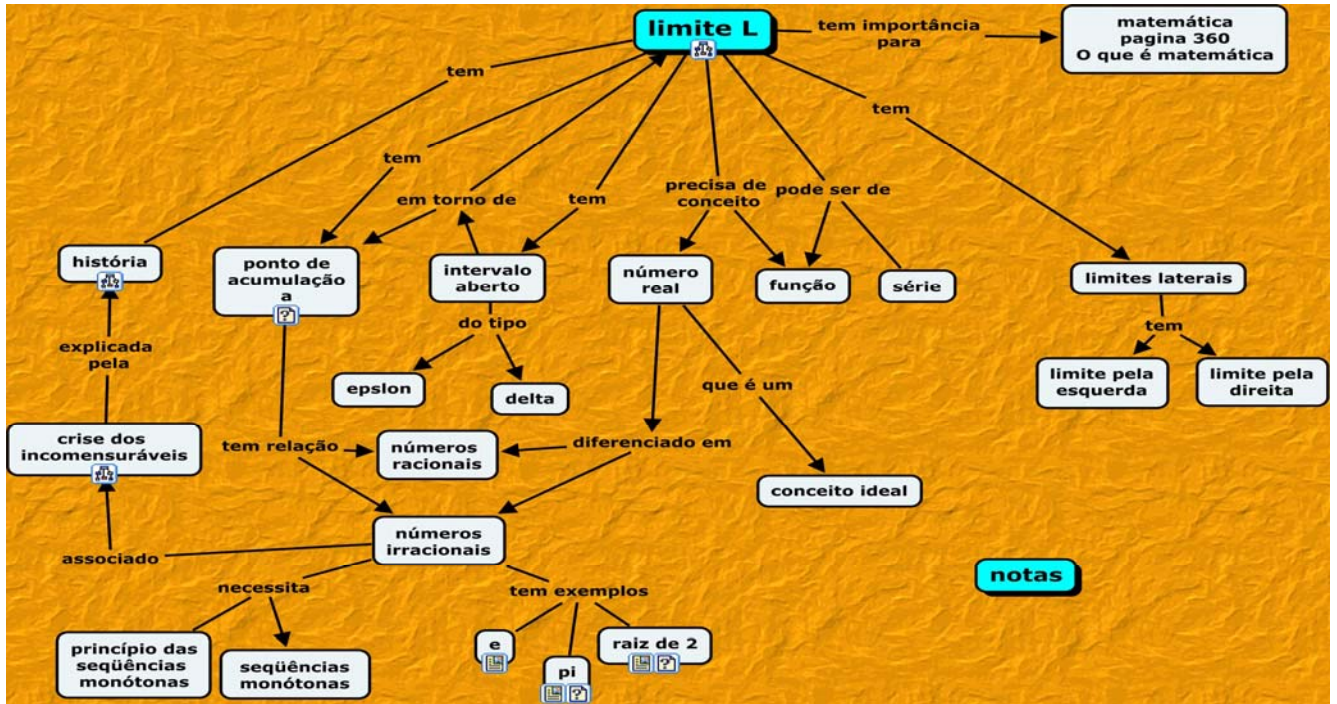 limite L
tem importância
para
matemática
pagina 360
O que é matemática
tem
tem
tem
em torno de
tem
precisa de
conceito
pode ser de
história
ponto de
acumulação
a
intervalo
aberto
número
real
função
série
limites laterais
explicada
pela
do tipo
tem
epslon
delta
que é um
limite pela
esquerda
limite pela
direita
crise dos
incomensuráveis
tem relação
números
racionais
diferenciado em
conceito ideal
números
irracionais
associado
necessita
tem exemplos
notas
princípio das
seqüências
monótonas
seqüências
monótonas
e
pi
raiz de 2